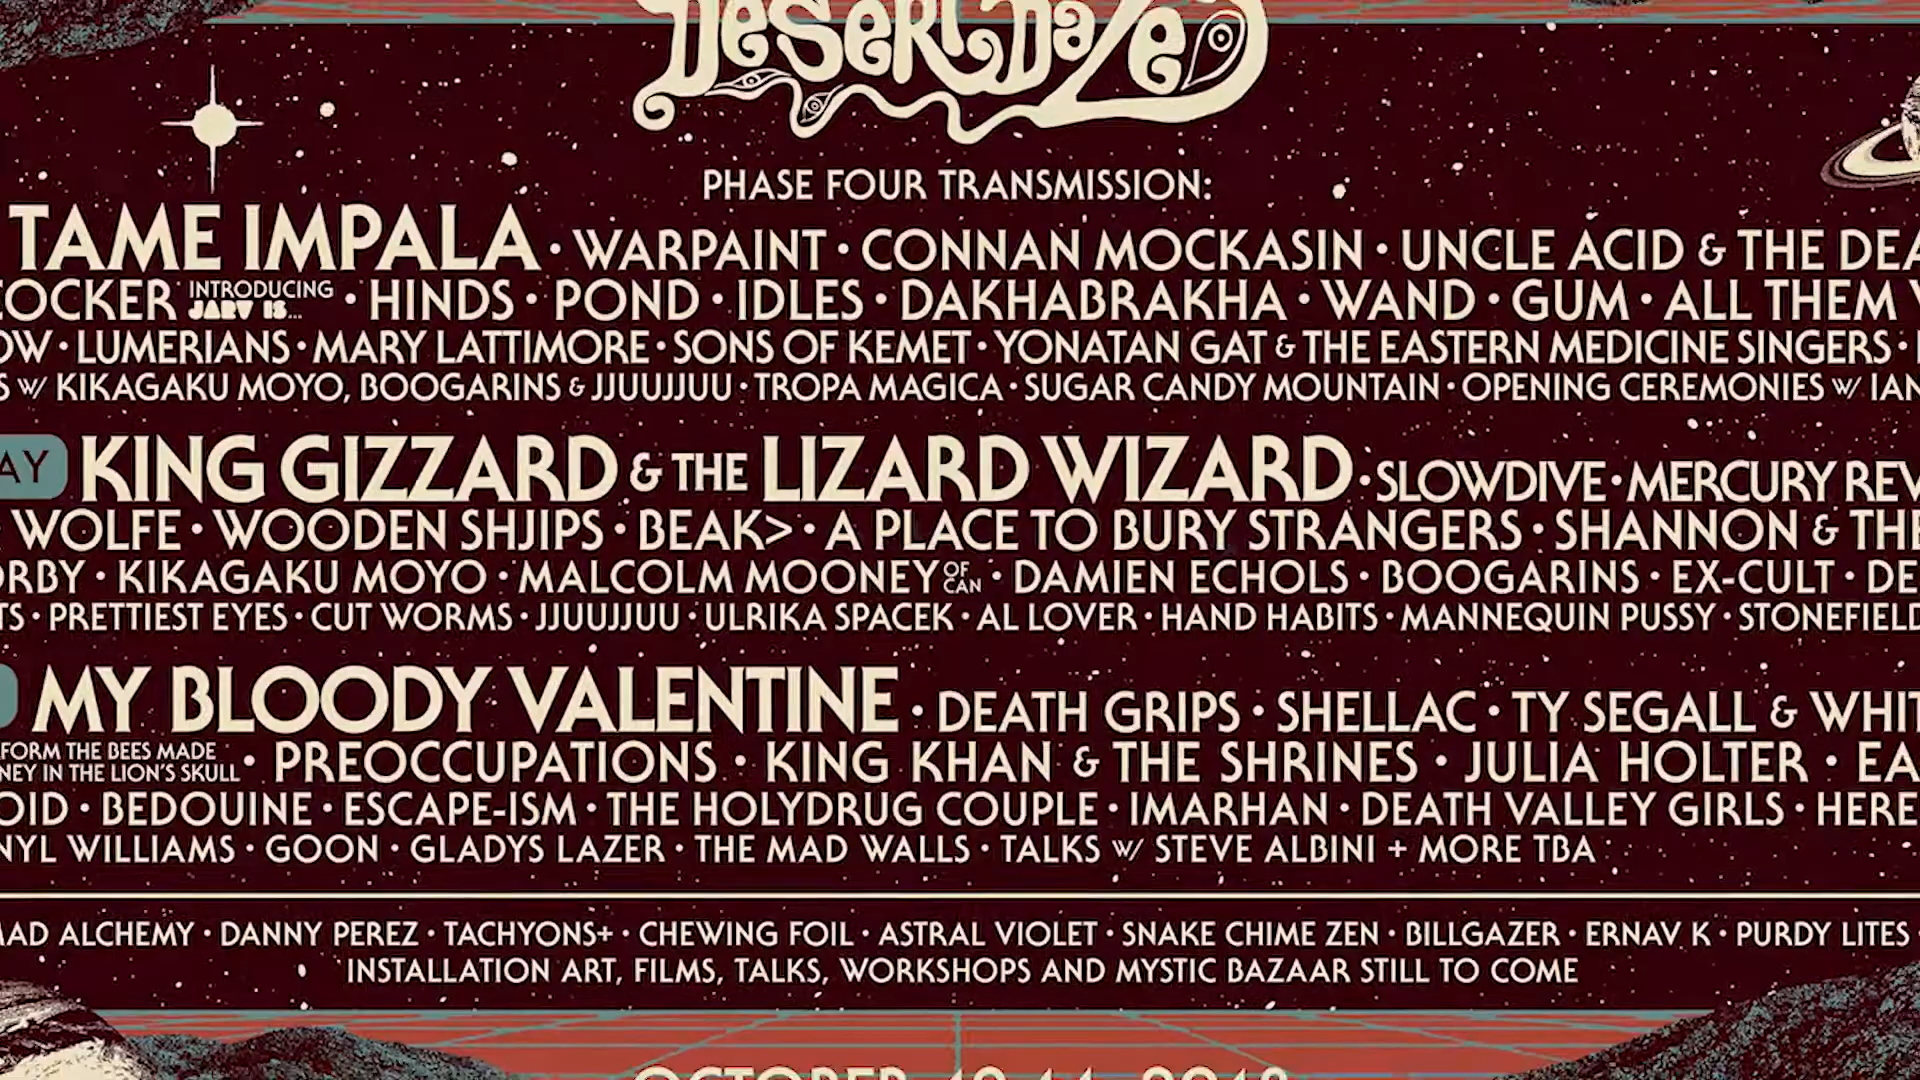 DESERT DAZE
PHASE FOUR TRANSMISSION:
TAME IMPALA · WARPAINT · CONNAN MOCKASIN · UNCLE ACID & THE
COCKER INTRODUCING JARV IS... · HINDS · POND · IDLES · DAKHABRAKHA · WAND · GUM · ALL THEM
LUMERIANS · MARY LATTIMORE · SONS OF KEMET · YONATAN GAT & THE EASTERN MEDICINE SINGERS ·
W/ KIKAGAKU MOYO, BOOGARINS & JJUUJJUU · TROPA MAGICA · SUGAR CANDY MOUNTAIN · OPENING CEREMONIES W/ IAN
AY KING GIZZARD & THE LIZARD WIZARD · SLOWDIVE · MERCURY REV
WOLFE · WOODEN SHJIPS · BEAK> · A PLACE TO BURY STRANGERS · SHANNON & THE
ORBY · KIKAGAKU MOYO · MALCOLM MOONEY OF CAN · DAMIEN ECHOLS · BOOGARINS · EX-CULT · DE
TS · PRETTIEST EYES · CUT WORMS · JJUUJJUU · ULRIKA SPACEK · AL LOVER · HAND HABITS · MANNEQUIN PUSSY · STONEFIELD
MY BLOODY VALENTINE · DEATH GRIPS · SHELLAC · TY SEGALL & WHIT
FORM THE BEES MADE
NEY IN THE LION'S SKULL · PREOCCUPATIONS · KING KHAN & THE SHRINES · JULIA HOLTER · EA
OID · BEDOUINE · ESCAPE-ISM · THE HOLYDRUG COUPLE · IMARHAN · DEATH VALLEY GIRLS · HERE
NYL WILLIAMS · GOON · GLADYS LAZER · THE MAD WALLS · TALKS W/ STEVE ALBINI + MORE TBA
MAD ALCHEMY · DANNY PEREZ · TACHYONS+ · CHEWING FOIL · ASTRAL VIOLET · SNAKE CHIME ZEN · BILLGAZER · ERNAV K · PURDY LITES
INSTALLATION ART, FILMS, TALKS, WORKSHOPS AND MYSTIC BAZAAR STILL TO COME
OCTOBER 12-14, 2018